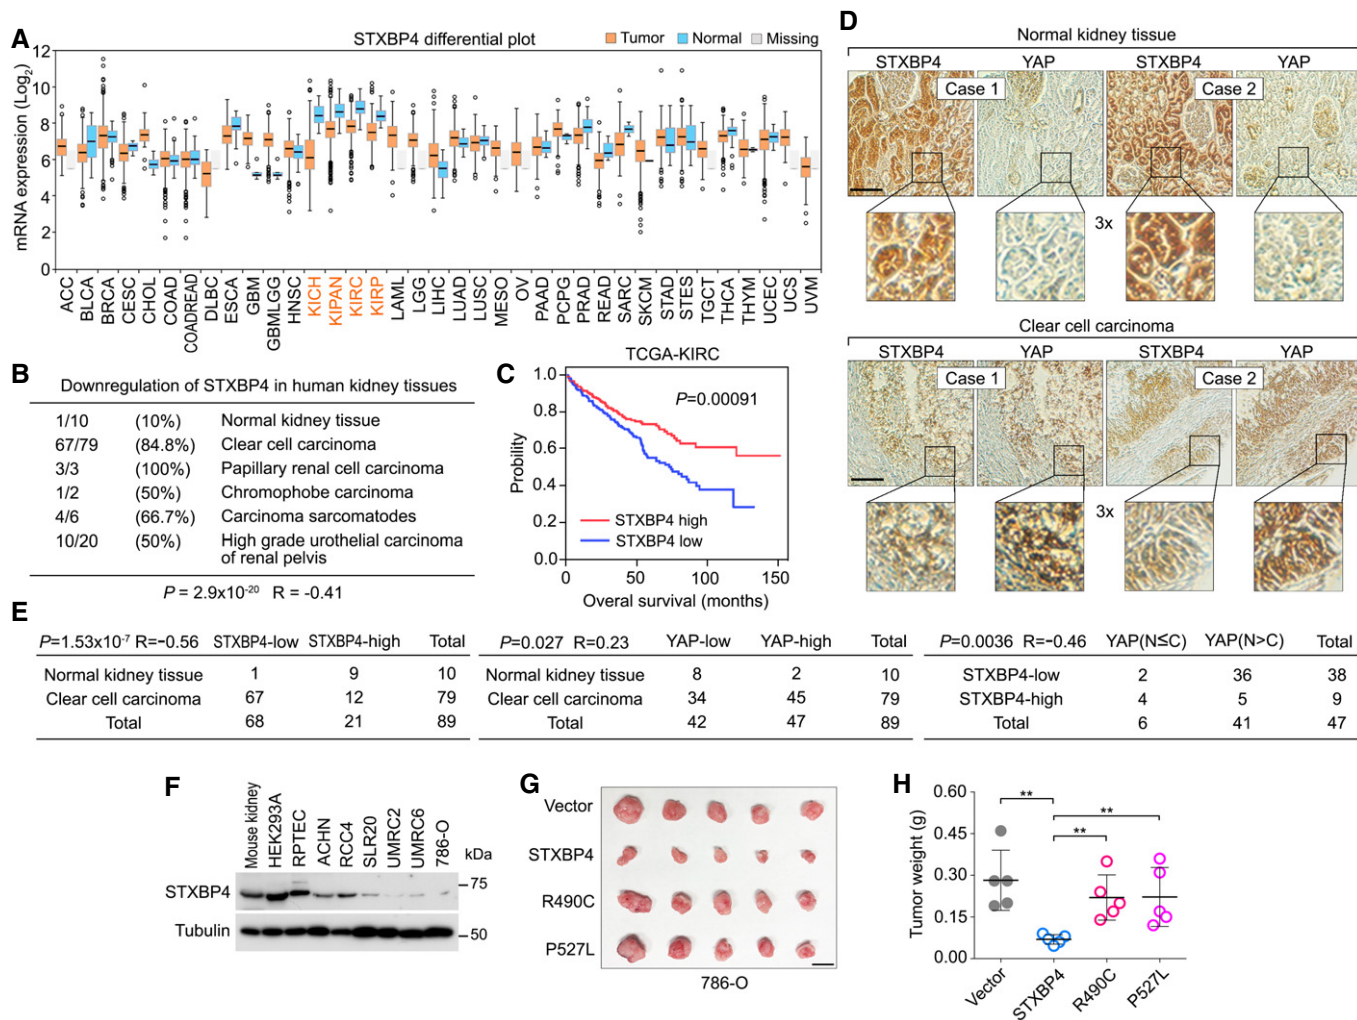 A
STXBP4 differential plot
Tumor Normal Missing
mRNA expression (Log2)
12
10
8
6
4
2
0
ACC
BLCA
BRCA
CESC
CHOL
COAD
COADREAD
DLBC
ESCA
GBM
GBMLGG
HNSC
KICH
KIPAN
KIRC
KIRP
LAML
LGG
LIHC
LUAD
LUSC
MESO
OV
PAAD
PCPG
PRAD
READ
SARC
SKCM
STAD
STES
TGCT
THCA
THYM
UCEC
UCS
UVM
B
Downregulation of STXBP4 in human kidney tissues
1/10 (10%) Normal kidney tissue
67/79 (84.8%) Clear cell carcinoma
3/3 (100%) Papillary renal cell carcinoma
1/2 (50%) Chromophobe carcinoma
4/6 (66.7%) Carcinoma sarcomatodes
10/20 (50%) High grade urothelial carcinoma
of renal pelvis
P = 2.9x10-20 R = -0.41
C
TCGA-KIRC
P=0.00091
Probility
1.0
0.8
0.6
0.4
0.2
0.0
STXBP4 high
STXBP4 low
0 50 100 150
Overal survival (months)
D
Normal kidney tissue
STXBP4 YAP STXBP4 YAP
Case 1 Case 2
3x
Clear cell carcinoma
STXBP4 YAP STXBP4 YAP
Case 1 Case 2
3x
E
P=1.53x10-7 R=−0.56 STXBP4-low STXBP4-high Total
Normal kidney tissue 1 9 10
Clear cell carcinoma 67 12 79
Total 68 21 89
P=0.027 R=0.23 YAP-low YAP-high Total
Normal kidney tissue 8 2 10
Clear cell carcinoma 34 45 79
Total 42 47 89
P=0.0036 R=−0.46 YAP(N≤C) YAP(N>C) Total
STXBP4-low 2 36 38
STXBP4-high 4 5 9
Total 6 41 47
F
Mouse kidney
HEK293A
RPTEC
ACHN
RCC4
SLR20
UMRC2
UMRC6
786-O
kDa
STXBP4
75
Tubulin
50
G
Vector
STXBP4
R490C
P527L
786-O
H
Tumor weight (g)
0.60
0.45
0.30
0.15
0.00
** ** **
Vector
STXBP4
R490C
P527L